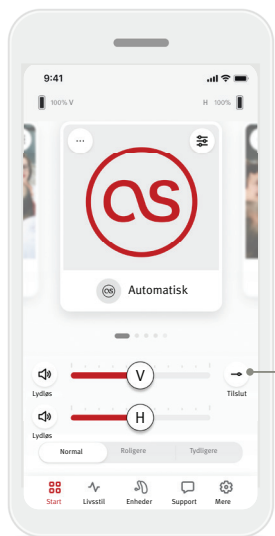 9:41
100% V
H 100%
Automatisk
V
Lydløs
Tilslut
H
Lydløs
Normal Roligere Tydligere
Start Livsstil Enheder Support Mere